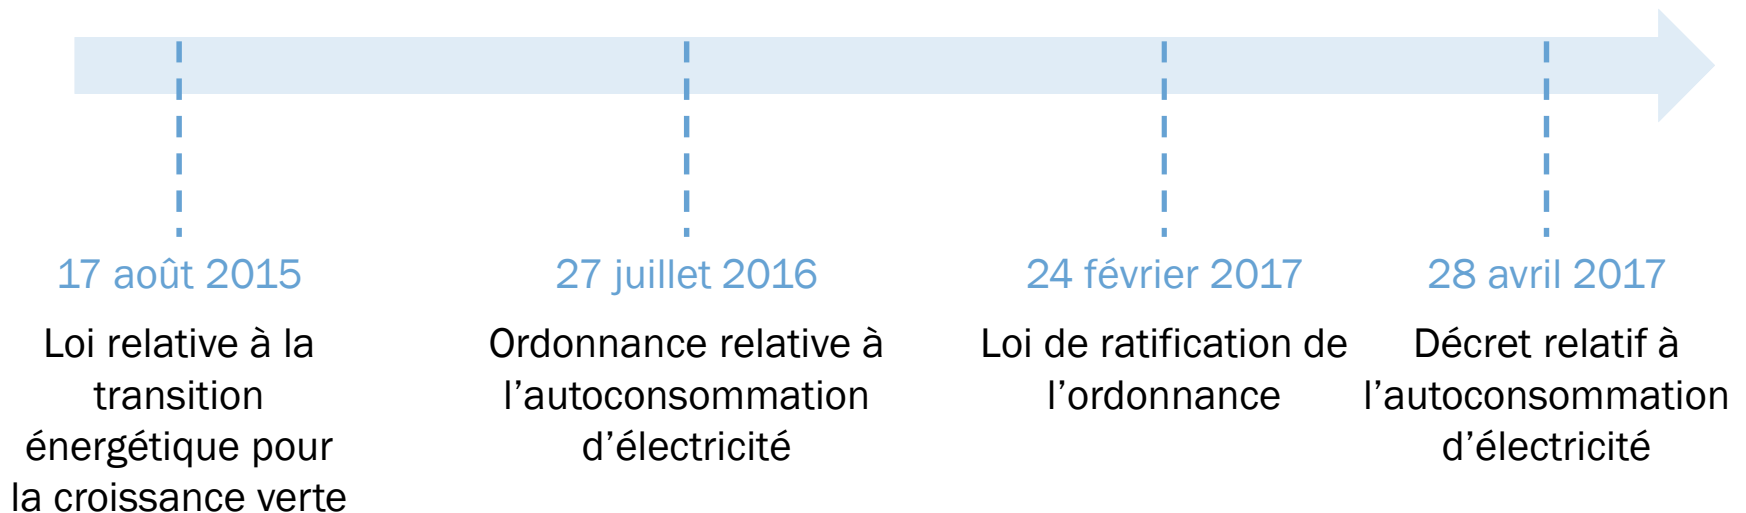 17 août 2015
Loi relative à la
transition
énergétique pour
la croissance verte
27 juillet 2016
Ordonnance relative à
l’autoconsommation
d’électricité
24 février 2017
Loi de ratification de
l’ordonnance
28 avril 2017
Décret relatif à
l’autoconsommation
d’électricité